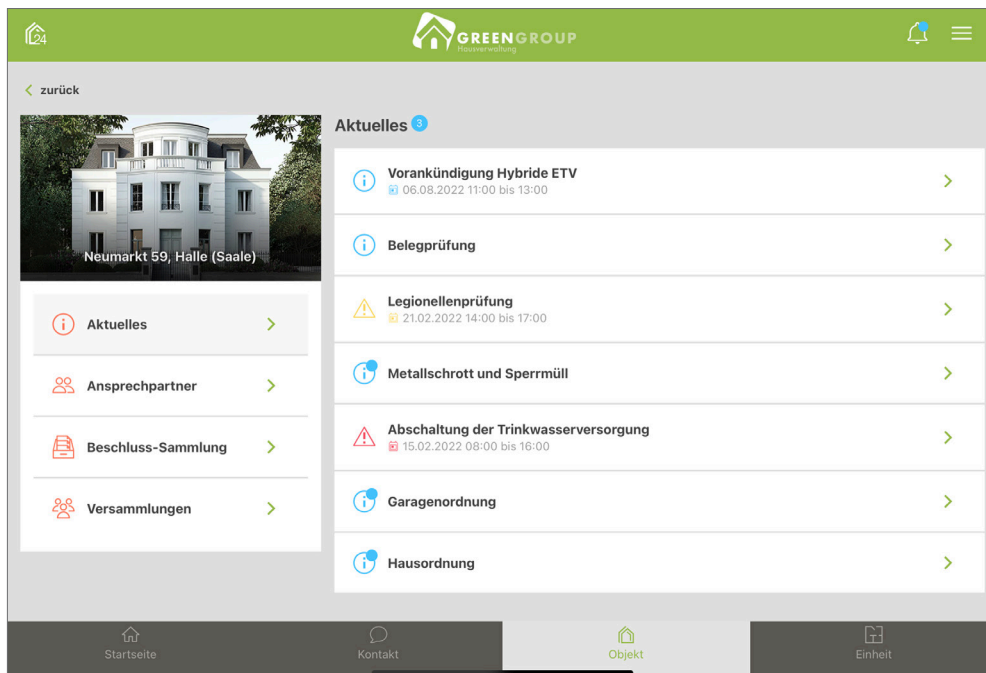 24
GREENGROUP
Hausverwaltung
zurück
Neumarkt 59, Halle (Saale)
Aktuelles
Ansprechpartner
Beschluss-Sammlung
Versammlungen
Aktuelles 3
Vorankündigung Hybride ETV
06.08.2022 11:00 bis 13:00
Belegprüfung
Legionellenprüfung
21.02.2022 14:00 bis 17:00
Metallschrott und Sperrmüll
Abschaltung der Trinkwasserversorgung
15.02.2022 08:00 bis 16:00
Garagenordnung
Hausordnung
Startseite
Kontakt
Objekt
Einheit